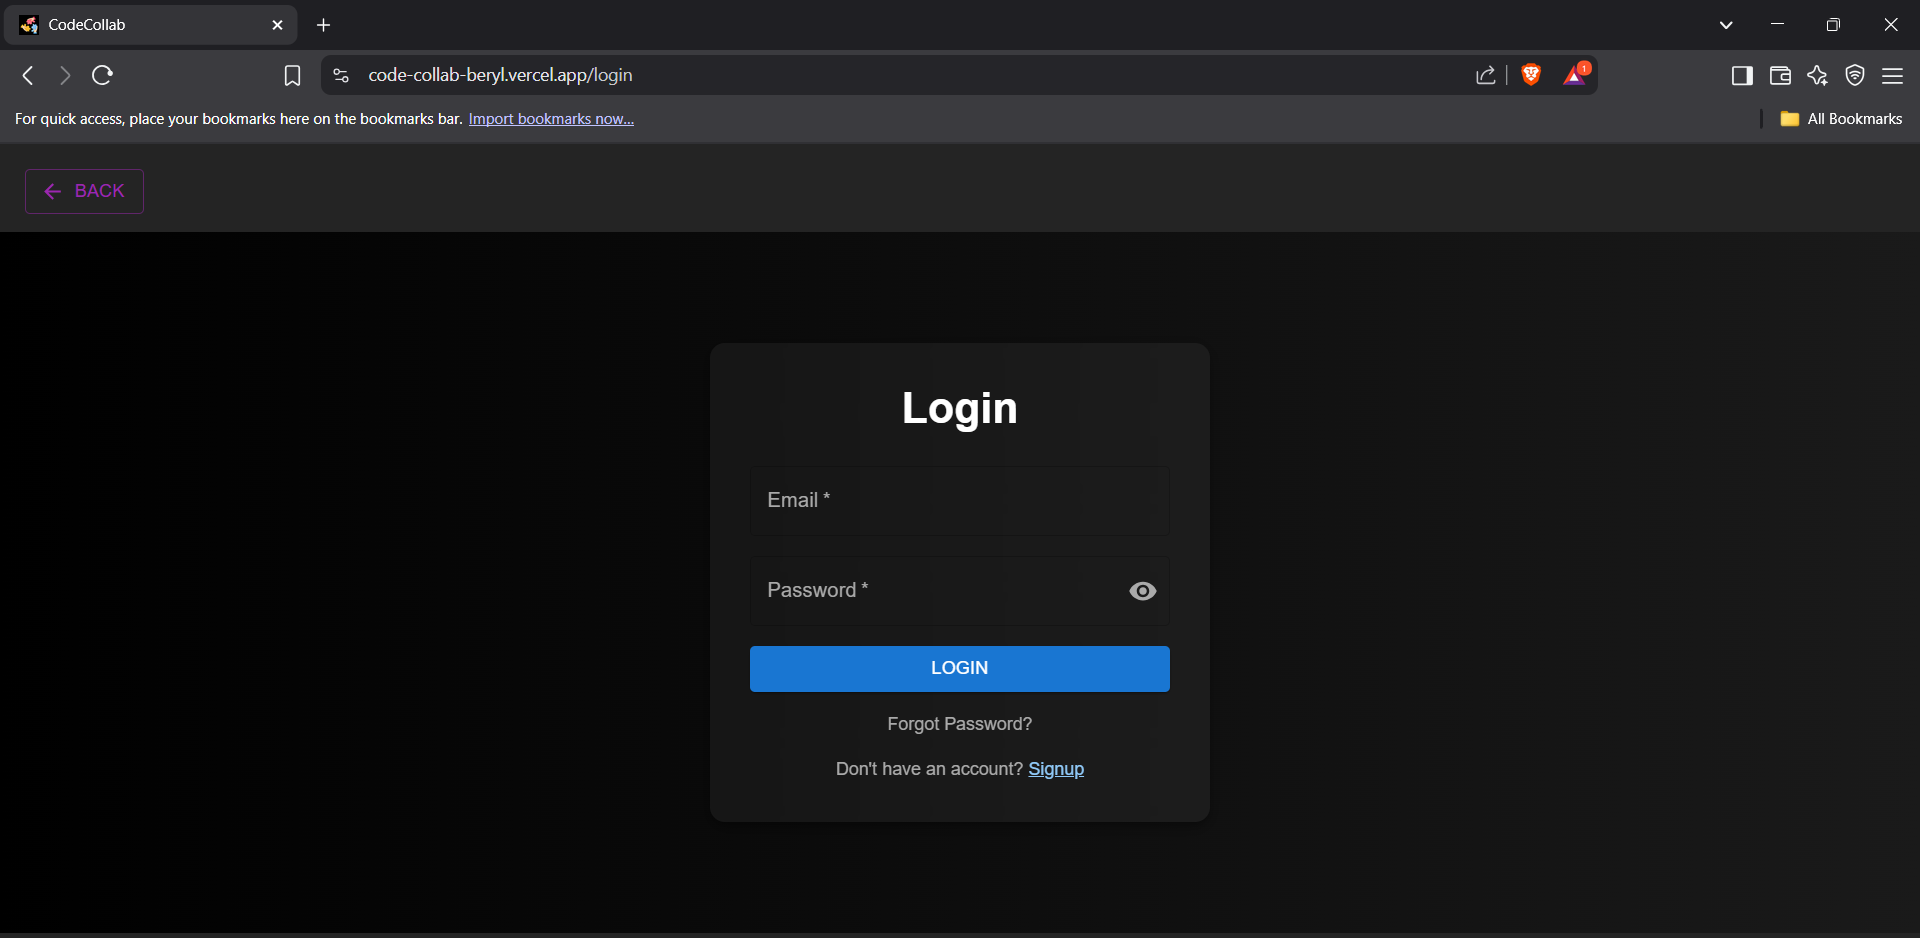 CodeCollab
code-collab-beryl.vercel.app/login
1
For quick access, place your bookmarks here on the bookmarks bar. Import bookmarks now...
All Bookmarks
BACK
Login
Email *
Password *
LOGIN
Forgot Password?
Don't have an account? Signup